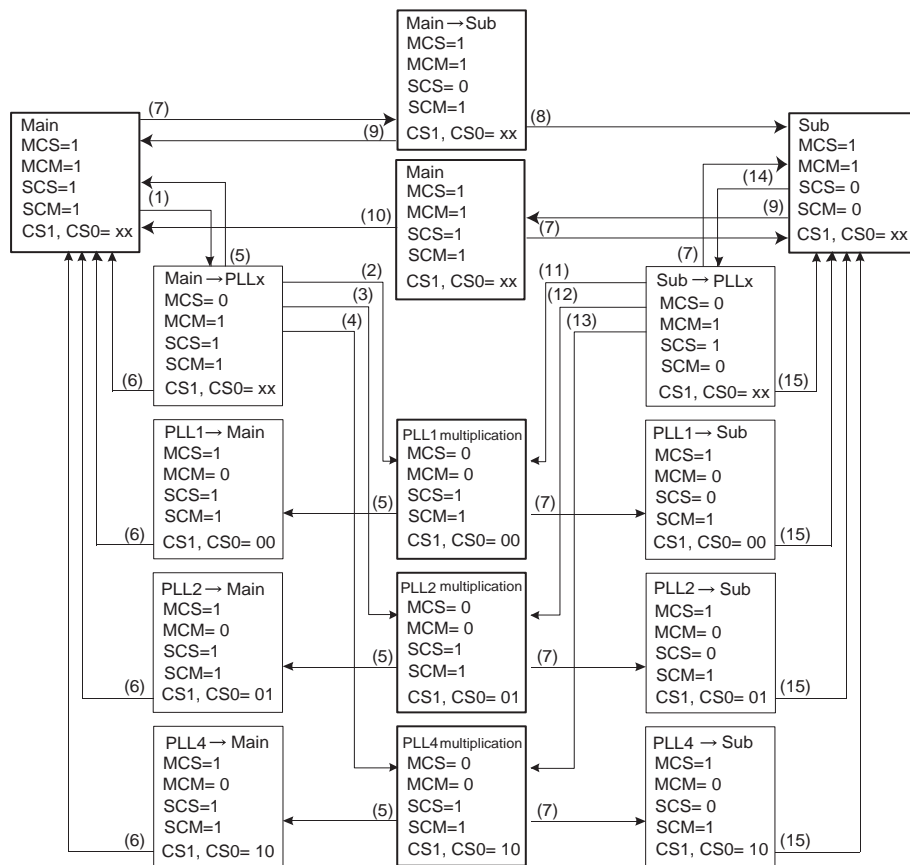 Main → Sub
MCS=1
MCM=1
SCS= 0
SCM=1
CS1, CS0= xx
(7)
(9)
(8)
Main
MCS=1
MCM=1
SCS=1
SCM=1
CS1, CS0= xx
(1)
(5)
(10)
Main
MCS=1
MCM=1
SCS=1
SCM=1
CS1, CS0= xx
(7)
(9)
(14)
(7)
Sub
MCS=1
MCM=1
SCS= 0
SCM= 0
CS1, CS0= xx
Main → PLLx
MCS= 0
MCM=1
SCS=1
SCM=1
CS1, CS0= xx
(6)
(2)
(3)
(4)
(11)
(12)
(13)
Sub → PLLx
MCS= 0
MCM=1
SCS= 1
SCM= 0
CS1, CS0= xx
(15)
PLL1 → Main
MCS=1
MCM= 0
SCS=1
SCM=1
CS1, CS0= 00
(6)
(5)
PLL1 multiplication
MCS= 0
MCM= 0
SCS=1
SCM=1
CS1, CS0= 00
(7)
PLL1 → Sub
MCS=1
MCM= 0
SCS= 0
SCM=1
CS1, CS0= 00
(15)
PLL2 → Main
MCS=1
MCM= 0
SCS=1
SCM=1
CS1, CS0= 01
(6)
(5)
PLL2 multiplication
MCS= 0
MCM= 0
SCS=1
SCM=1
CS1, CS0= 01
(7)
PLL2 → Sub
MCS=1
MCM= 0
SCS= 0
SCM=1
CS1, CS0= 01
(15)
PLL4 → Main
MCS=1
MCM= 0
SCS=1
SCM=1
CS1, CS0= 10
(6)
(5)
PLL4 multiplication
MCS= 0
MCM= 0
SCS=1
SCM=1
CS1, CS0= 10
(7)
PLL4 → Sub
MCS=1
MCM= 0
SCS= 0
SCM=1
CS1, CS0= 10
(15)